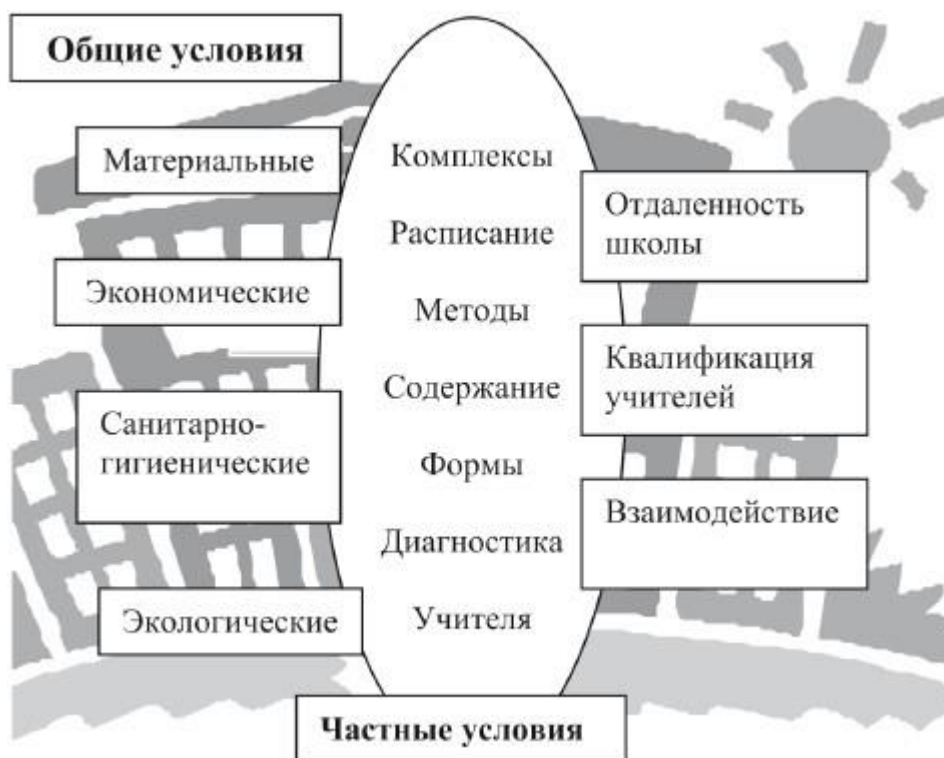 Общие условия
Материальные
Экономические
Санитарно-
гигиенические
Экологические
Комплексы
Расписание
Методы
Содержание
Формы
Диагностика
Учителя
Отдаленность
школы
Квалификация
учителей
Взаимодействие
Частные условия